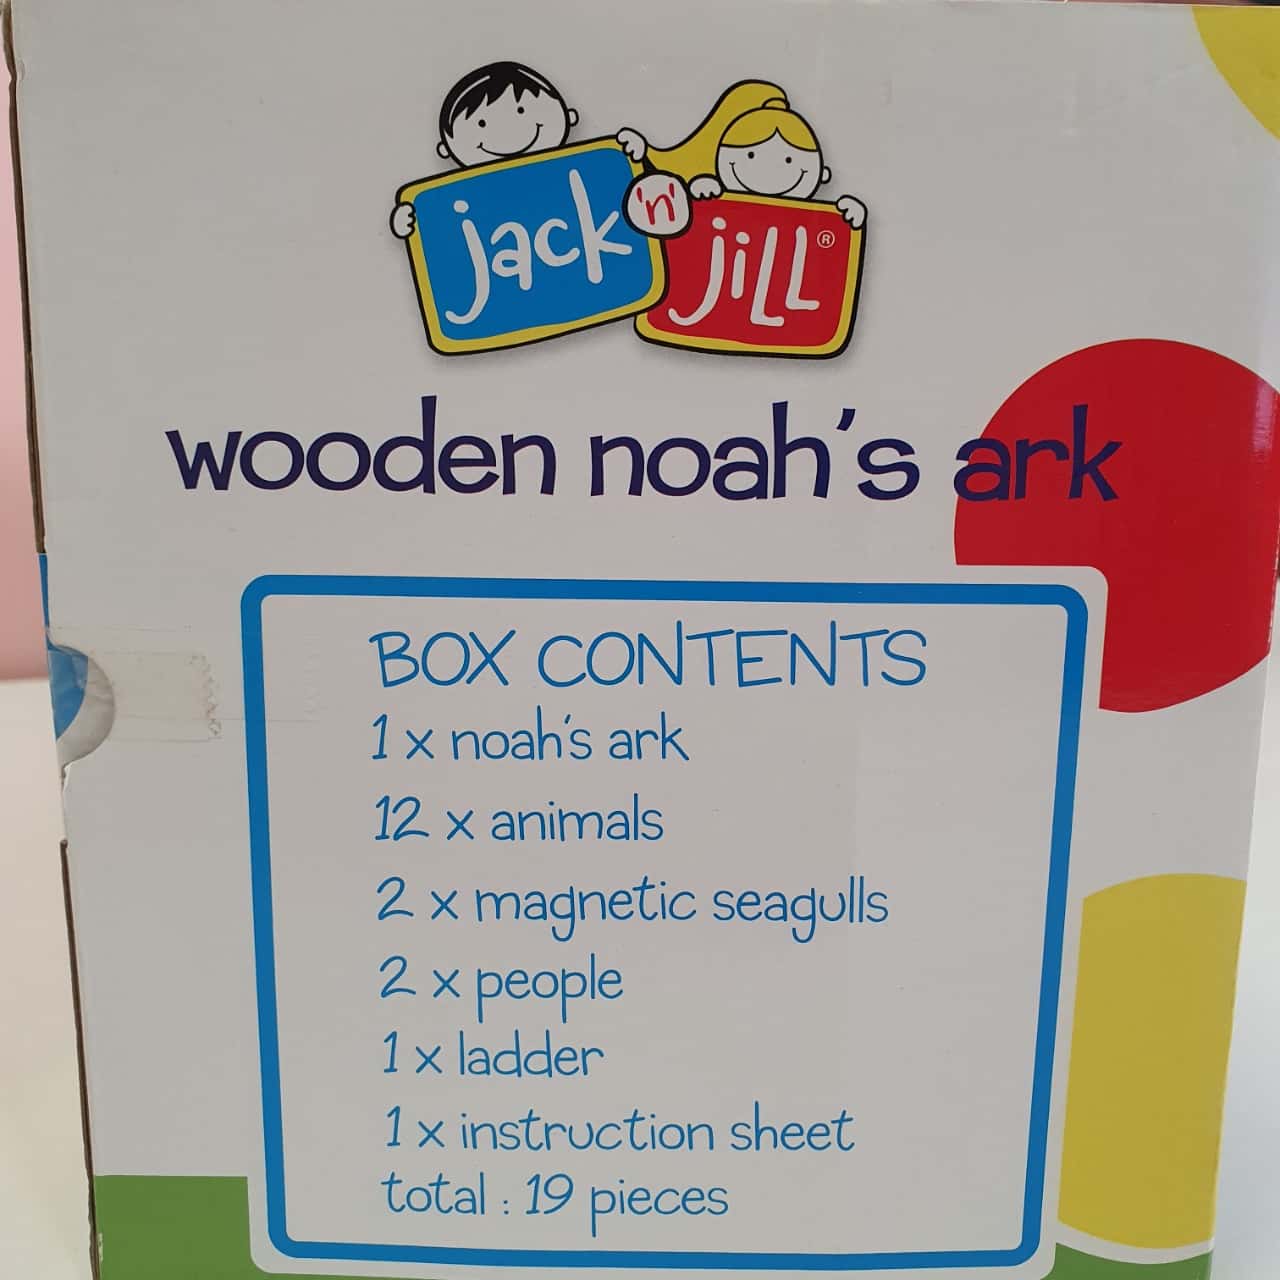 jack 'n' jill®
wooden noah's ark
BOX CONTENTS
1 x noah's ark
12 x animals
2 x magnetic seagulls
2 x people
1 x ladder
1 x instruction sheet
total : 19 pieces